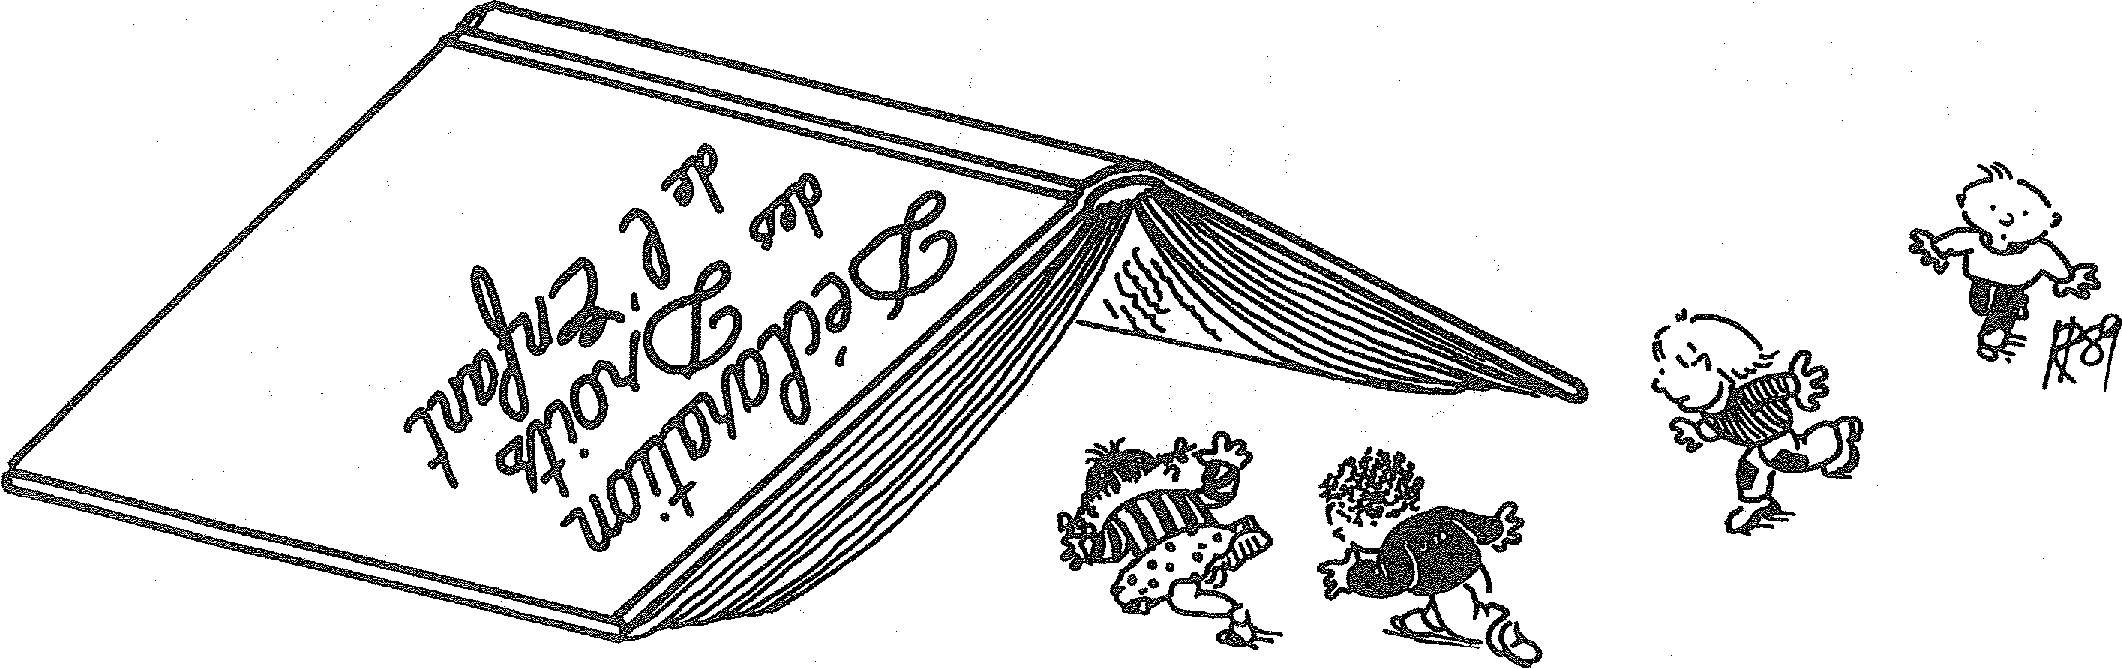 Déclaration
des Droits
de l'Enfant